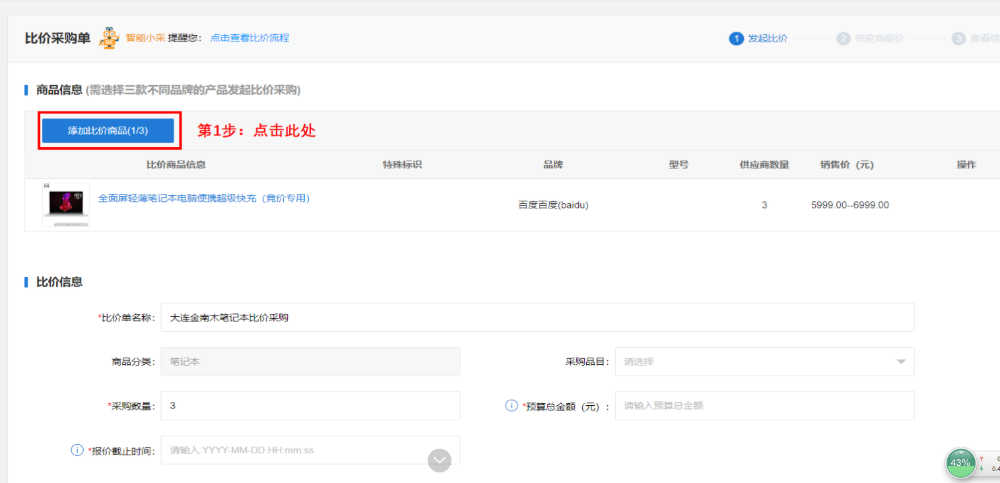 比价采购单 智能小采 提醒您： 点击查看比价流程
1 发起比价 2 供应商报价 3 查看结
商品信息 (需选择三款不同品牌的产品发起比价采购)
添加比价商品(1/3) 第1步：点击此处
比价商品信息 特殊标识 品牌 型号 供应商数量 销售价（元） 操作
全面屏轻薄笔记本电脑便携超级快充（竞价专用）
百度百度(baidu) 3 5999.00--6999.00
比价信息
*比价单名称： 大连金南木笔记本比价采购
商品分类： 笔记本 采购品目： 请选择
*采购数量： 3 *预算总金额（元）： 请输入预算总金额
*报价截止时间： 请输入:YYYY-MM-DD HH:mm:ss
43%